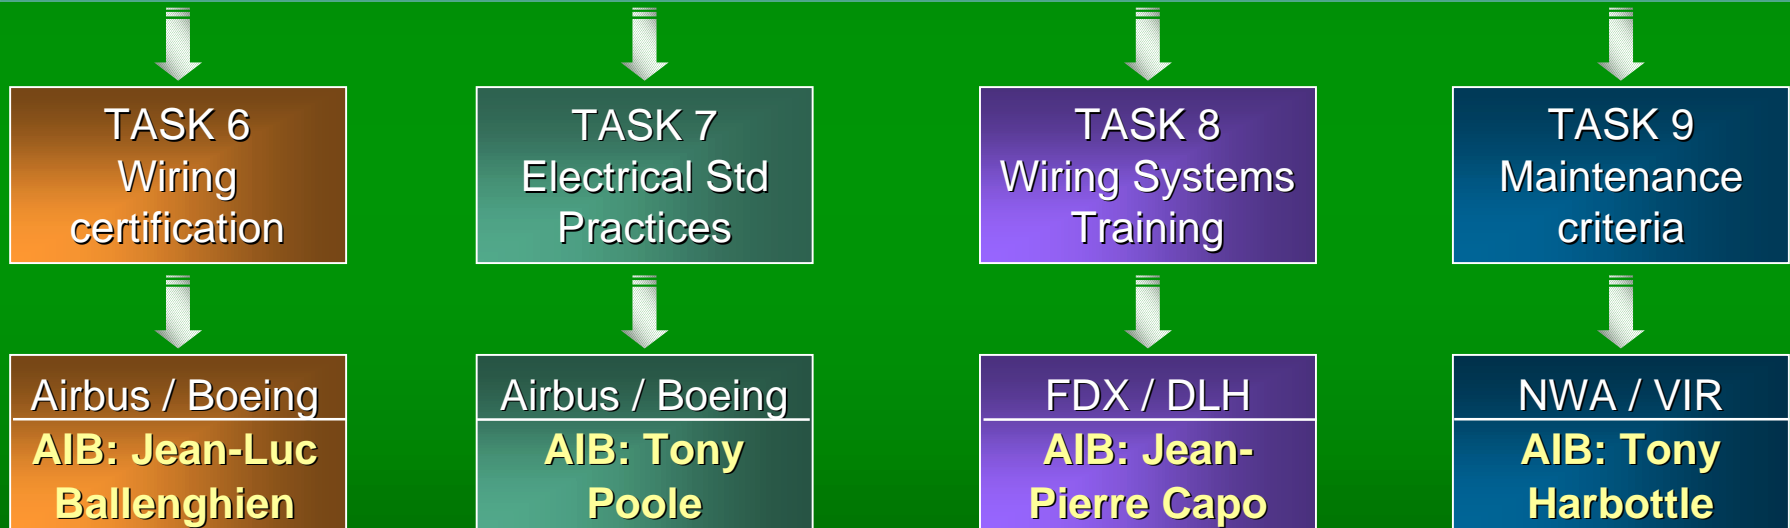 TASK 6
Wiring
certification
TASK 7
Electrical Std
Practices
TASK 8
Wiring Systems
Training
TASK 9
Maintenance
criteria
Airbus / Boeing
AIB: Jean-Luc
Ballenghien
Airbus / Boeing
AIB: Tony
Poole
FDX / DLH
AIB: Jean-
Pierre Capo
NWA / VIR
AIB: Tony
Harbottle